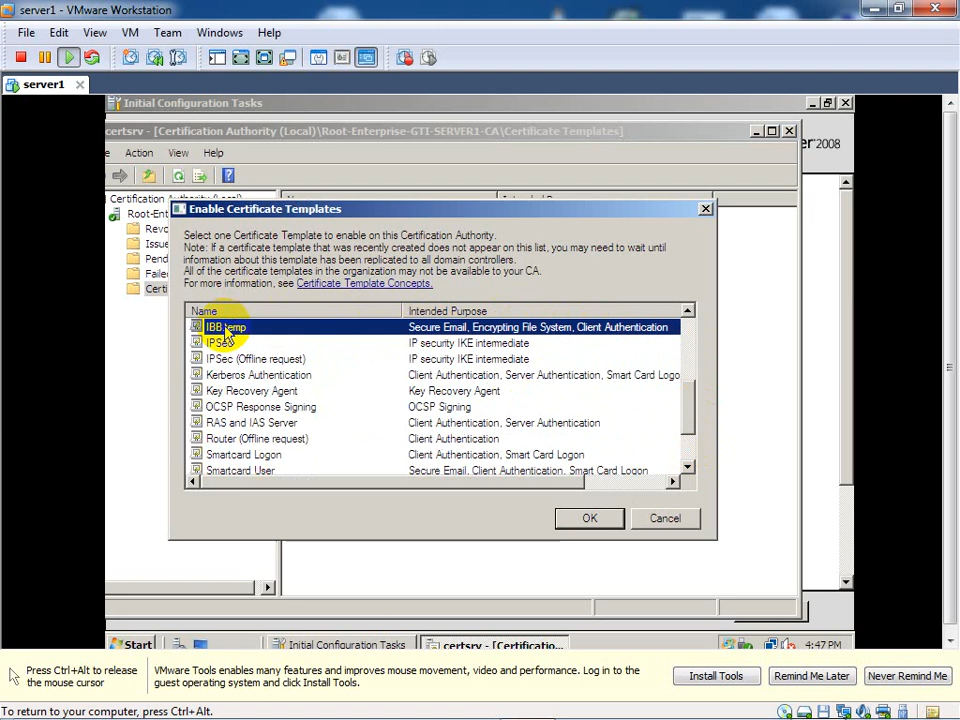 server1 - VMware Workstation
File Edit View VM Team Windows Help
server1
Initial Configuration Tasks
certsrv - [Certification Authority (Local)\Root-Enterprise-GTI-SERVER1-CA\Certificate Templates]
Action View Help
Enable Certificate Templates
Select one Certificate Template to enable on this Certification Authority.
Note: If a certificate template that was recently created does not appear on this list, you may need to wait until
information about this template has been replicated to all domain controllers.
All of the certificate templates in the organization may not be available to your CA.
For more information, see Certificate Template Concepts.
Root-Ent
Revo
Issue
Pend
Failed
Certi
Name Intended Purpose
Secure Email, Encrypting File System, Client Authentication
IPSec IP security IKE intermediate
IPSec (Offline request) IP security IKE intermediate
Kerberos Authentication Client Authentication, Server Authentication, Smart Card Logo
Key Recovery Agent Key Recovery Agent
OCSP Response Signing OCSP Signing
RAS and IAS Server Client Authentication, Server Authentication
Router (Offline request) Client Authentication
Smartcard Logon Client Authentication, Smart Card Logon
Smartcard User Secure Email, Client Authentication, Smart Card Logon
OK Cancel
Start Initial Configuration Tasks certsrv - [Certificatio... 4:47 PM
Press Ctrl+Alt to release
the mouse cursor
VMware Tools enables many features and improves mouse movement, video and performance. Log in to the
guest operating system and click Install Tools.
Install Tools Remind Me Later Never Remind Me
To return to your computer, press Ctrl+Alt.